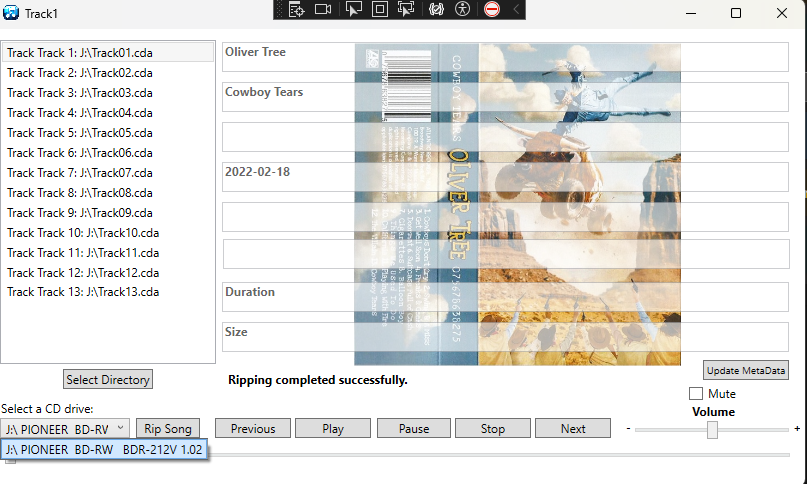 Track1
Track Track 1: J:\Track01.cda
Track Track 2: J:\Track02.cda
Track Track 3: J:\Track03.cda
Track Track 4: J:\Track04.cda
Track Track 5: J:\Track05.cda
Track Track 6: J:\Track06.cda
Track Track 7: J:\Track07.cda
Track Track 8: J:\Track08.cda
Track Track 9: J:\Track09.cda
Track Track 10: J:\Track10.cda
Track Track 11: J:\Track11.cda
Track Track 12: J:\Track12.cda
Track Track 13: J:\Track13.cda
Oliver Tree
Cowboy Tears
2022-02-18
Duration
Size
COWBOY TEARS
OLIVER TREE
075678638275
Select Directory
Ripping completed successfully.
Update MetaData
Mute
Select a CD drive:
Volume
J:\ PIONEER BD-RV
Rip Song
Previous
Play
Pause
Stop
Next
- +
J:\ PIONEER BD-RW BDR-212V 1.02